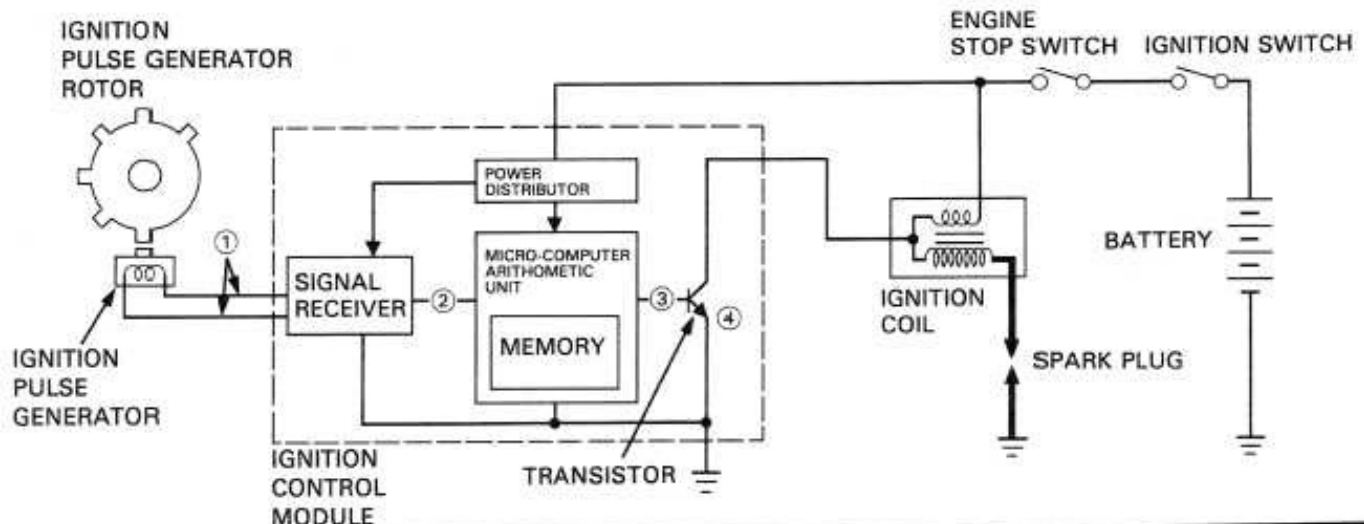 IGNITION
PULSE GENERATOR
ROTOR
ENGINE
STOP SWITCH
IGNITION SWITCH
POWER
DISTRIBUTOR
①
MICRO-COMPUTER
ARITHOMETIC
UNIT
SIGNAL
RECEIVER
②
③
④
MEMORY
BATTERY
IGNITION
COIL
SPARK PLUG
IGNITION
PULSE
GENERATOR
IGNITION
CONTROL
MODULE
TRANSISTOR